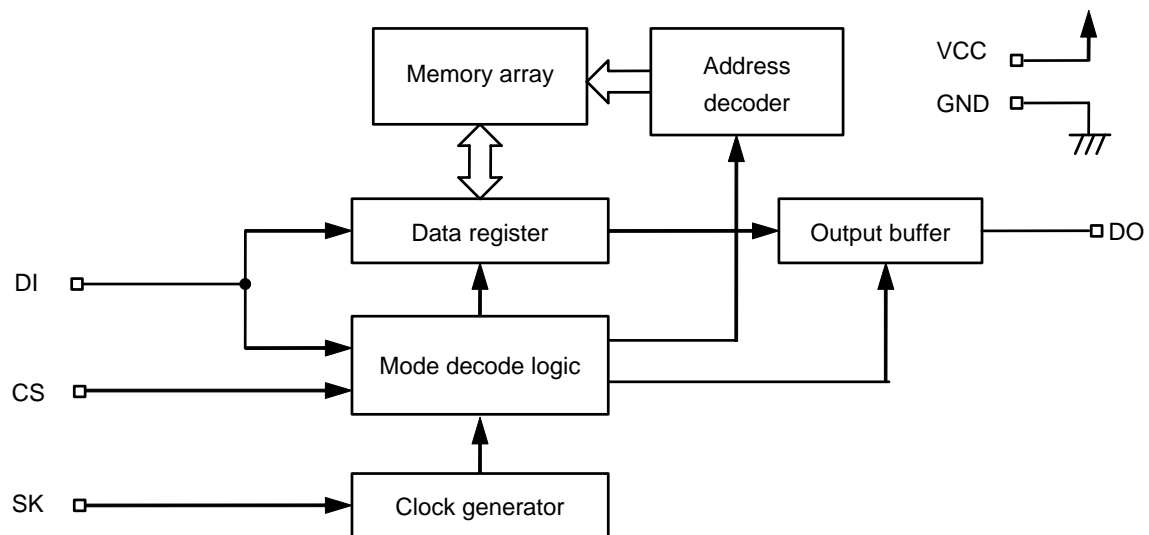 Memory array
Address
decoder
VCC
GND
Data register
Output buffer
DO
DI
Mode decode logic
CS
SK
Clock generator